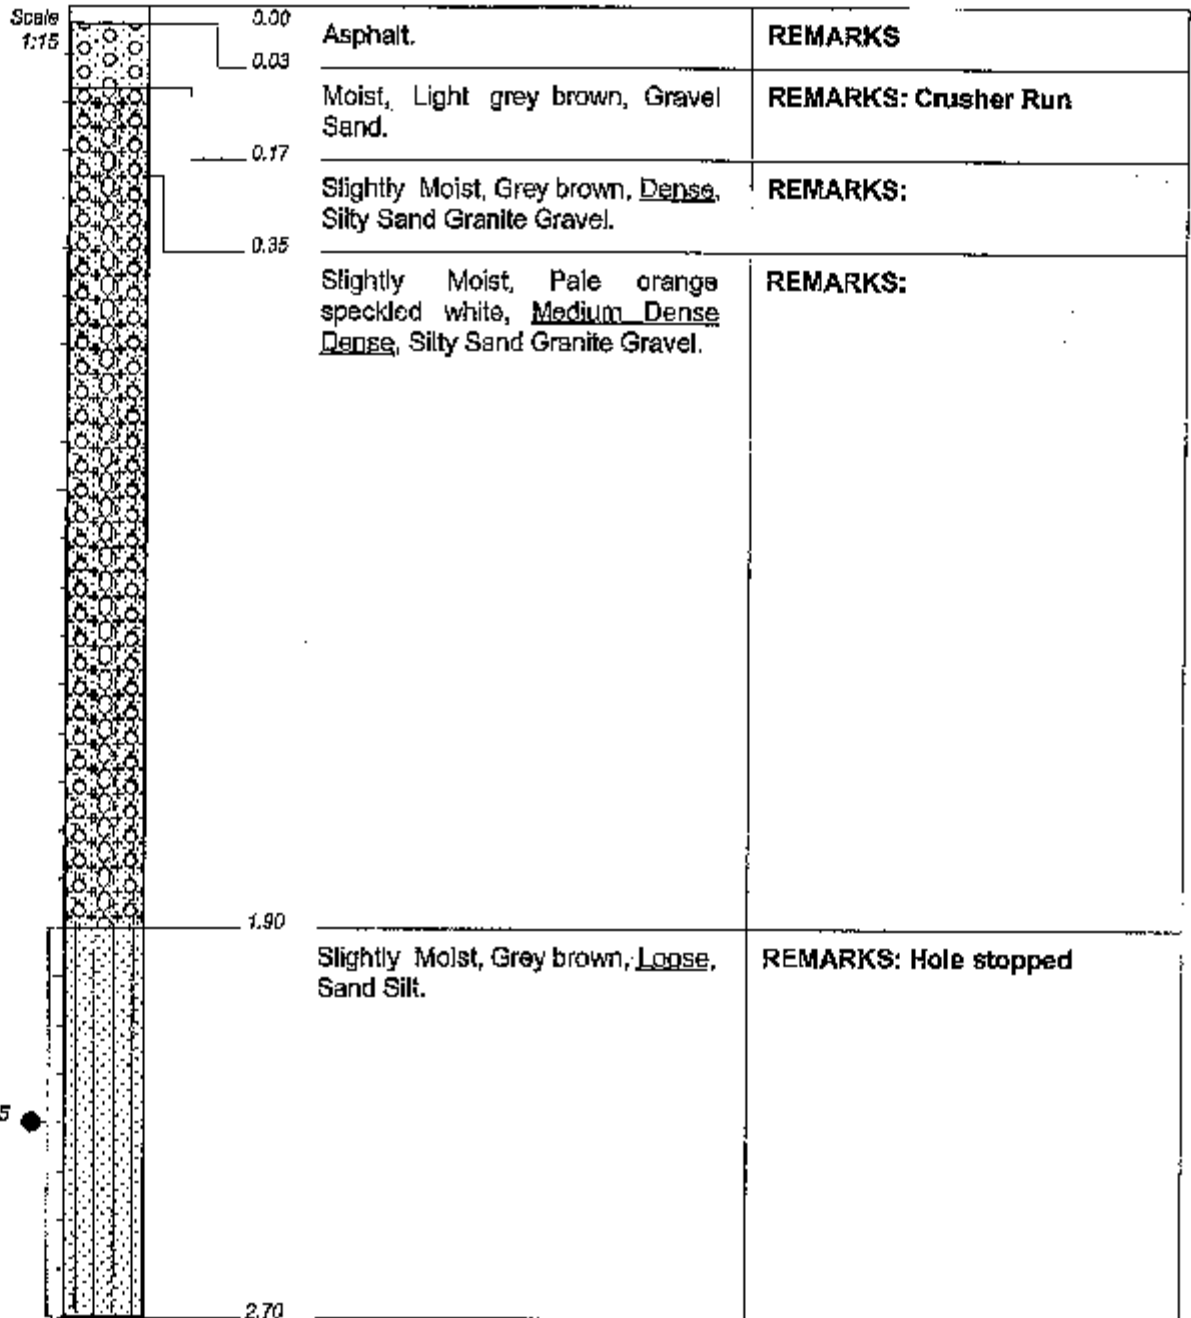 Scale
1:15
0.00
Asphalt.
REMARKS
0.03
Moist, Light grey brown, Gravel
Sand.
REMARKS: Crusher Run
0.17
Slightly Moist, Grey brown, Dense,
Silty Sand Granite Gravel.
REMARKS:
0.35
Slightly Moist, Pale orange
speckled white, Medium Dense
Dense, Silty Sand Granite Gravel.
REMARKS:
1.90
Slightly Moist, Grey brown, Loose,
Sand Silt.
REMARKS: Hole stopped
5
2.70